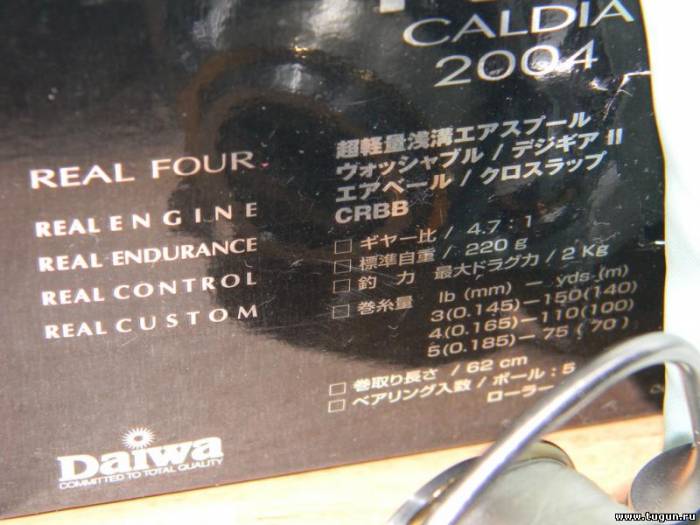 CALDIA
2004
REAL FOUR
REAL ENGINE
REAL ENDURANCE
REAL CONTROL
REAL CUSTOM
超軽量浅溝エアスプール
ヴォッシャブル / デジギア II
エアベール / クロスラップ
CRBB
□ ギヤー比 / 4.7 : 1
□ 標準自重 / 220 g
□ 釣 力 最大ドラグ力 / 2 Kg
□ 巻糸量 lb (mm) − yds (m)
3(0.145)−150(140)
4(0.165)−110(100)
5(0.185)− 75 ( 70 )
□ 巻取り長さ / 62 cm
□ ベアリング入数 / ボール : 5
ローラー
Daiwa
COMMITTED TO TOTAL QUALITY
www.tugun.ru